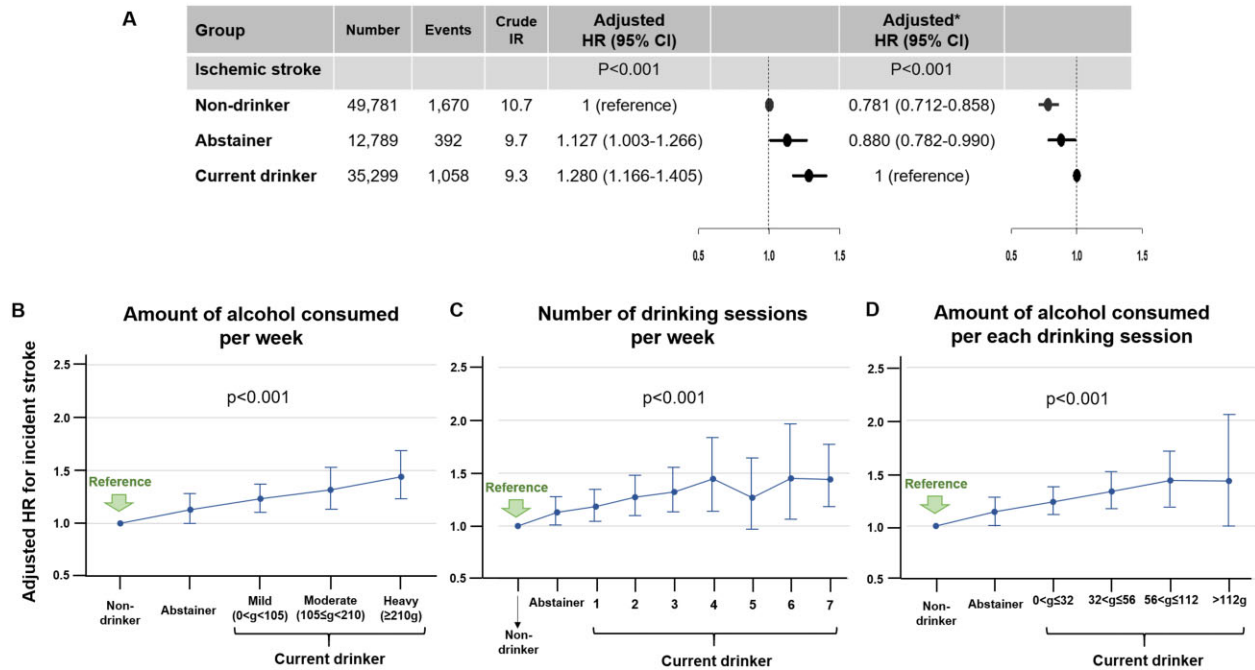 A
Group Number Events Crude IR Adjusted HR (95% CI) Adjusted* HR (95% CI)
Ischemic stroke P<0.001 P<0.001
Non-drinker 49,781 1,670 10.7 1 (reference) 0.781 (0.712-0.858)
Abstainer 12,789 392 9.7 1.127 (1.003-1.266) 0.880 (0.782-0.990)
Current drinker 35,299 1,058 9.3 1.280 (1.166-1.405) 1 (reference)
0.5 1.0 1.5 0.5 1.0 1.5
B
Amount of alcohol consumed
per week
Adjusted HR for incident stroke
2.5
2.0
1.5
1.0
0.5
p<0.001
Reference
Non-
drinker
Abstainer
Mild
(0<g<105)
Moderate
(105≤g<210)
Heavy
(≥210g)
Current drinker
C
Number of drinking sessions
per week
2.5
2.0
1.5
1.0
0.5
p<0.001
Reference
Abstainer 1 2 3 4 5 6 7
Non-
drinker
Current drinker
D
Amount of alcohol consumed
per each drinking session
2.5
2.0
1.5
1.0
0.5
p<0.001
Reference
Non-
drinker
Abstainer
0<g≤32
32<g≤56
56<g≤112
>112g
Current drinker